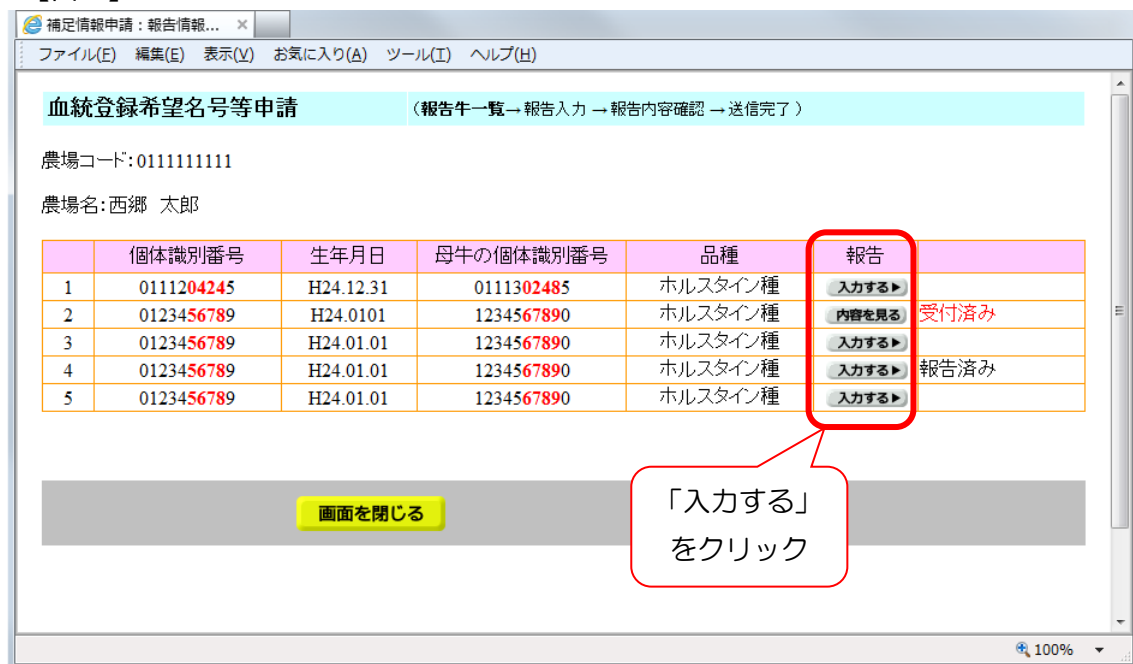 補足情報申請：報告情報... ×
ファイル(F) 編集(E) 表示(V) お気に入り(A) ツール(T) ヘルプ(H)
血統登録希望名号等申請 （報告牛一覧→報告入力→報告内容確認→送信完了）
農場コード:0111111111
農場名:西郷 太郎
個体識別番号 生年月日 母牛の個体識別番号 品種 報告
1 0111204245 H24.12.31 0111302485 ホルスタイン種 入力する▶
2 0123456789 H24.0101 1234567890 ホルスタイン種 内容を見る 受付済み
3 0123456789 H24.01.01 1234567890 ホルスタイン種 入力する▶
4 0123456789 H24.01.01 1234567890 ホルスタイン種 入力する▶ 報告済み
5 0123456789 H24.01.01 1234567890 ホルスタイン種 入力する▶
「入力する」
をクリック
画面を閉じる
100%